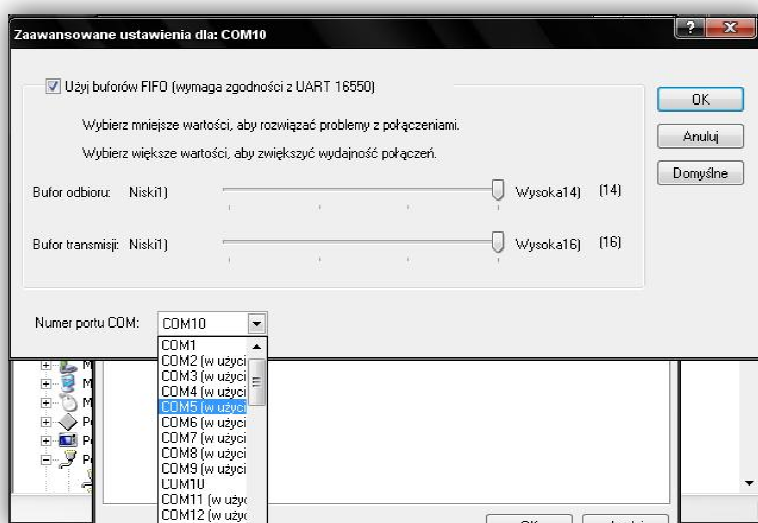 Zaawansowane ustawienia dla: COM10
Użyj buforów FIFO (wymaga zgodności z UART 16550)
OK
Wybierz mniejsze wartości, aby rozwiązać problemy z połączeniami.
Anuluj
Wybierz większe wartości, aby zwiększyć wydajność połączeń.
Domyślne
Bufor odbioru: Niski1) Wysoka14) (14)
Bufor transmisji: Niski1) Wysoka16) (16)
Numer portu COM: COM10
COM1
COM2 (w użyci
COM3 (w użyci
COM4 (w użyci
COM5 (w użyci
COM6 (w użyci
COM7 (w użyci
COM8 (w użyci
COM9 (w użyci
COM10
COM11 (w użyc
COM12 (w użyc
M
M
M
P
P
P